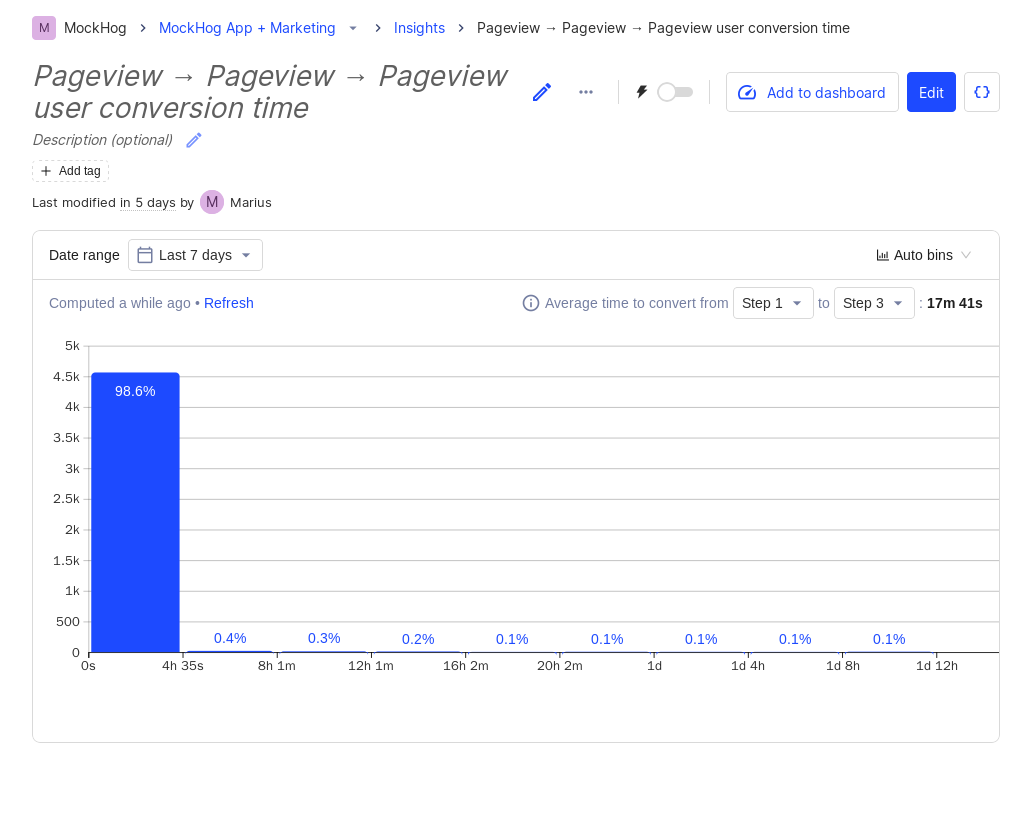 M MockHog > MockHog App + Marketing > Insights > Pageview → Pageview → Pageview user conversion time
Pageview → Pageview → Pageview
user conversion time
Add to dashboard
Edit
Description (optional)
Add tag
Last modified in 5 days by M Marius
Date range Last 7 days Auto bins
Computed a while ago • Refresh Average time to convert from Step 1 to Step 3 : 17m 41s
5k
4.5k
4k
3.5k
3k
2.5k
2k
1.5k
1k
500
0
98.6% 0.4% 0.3% 0.2% 0.1% 0.1% 0.1% 0.1% 0.1%
0s 4h 35s 8h 1m 12h 1m 16h 2m 20h 2m 1d 1d 4h 1d 8h 1d 12h